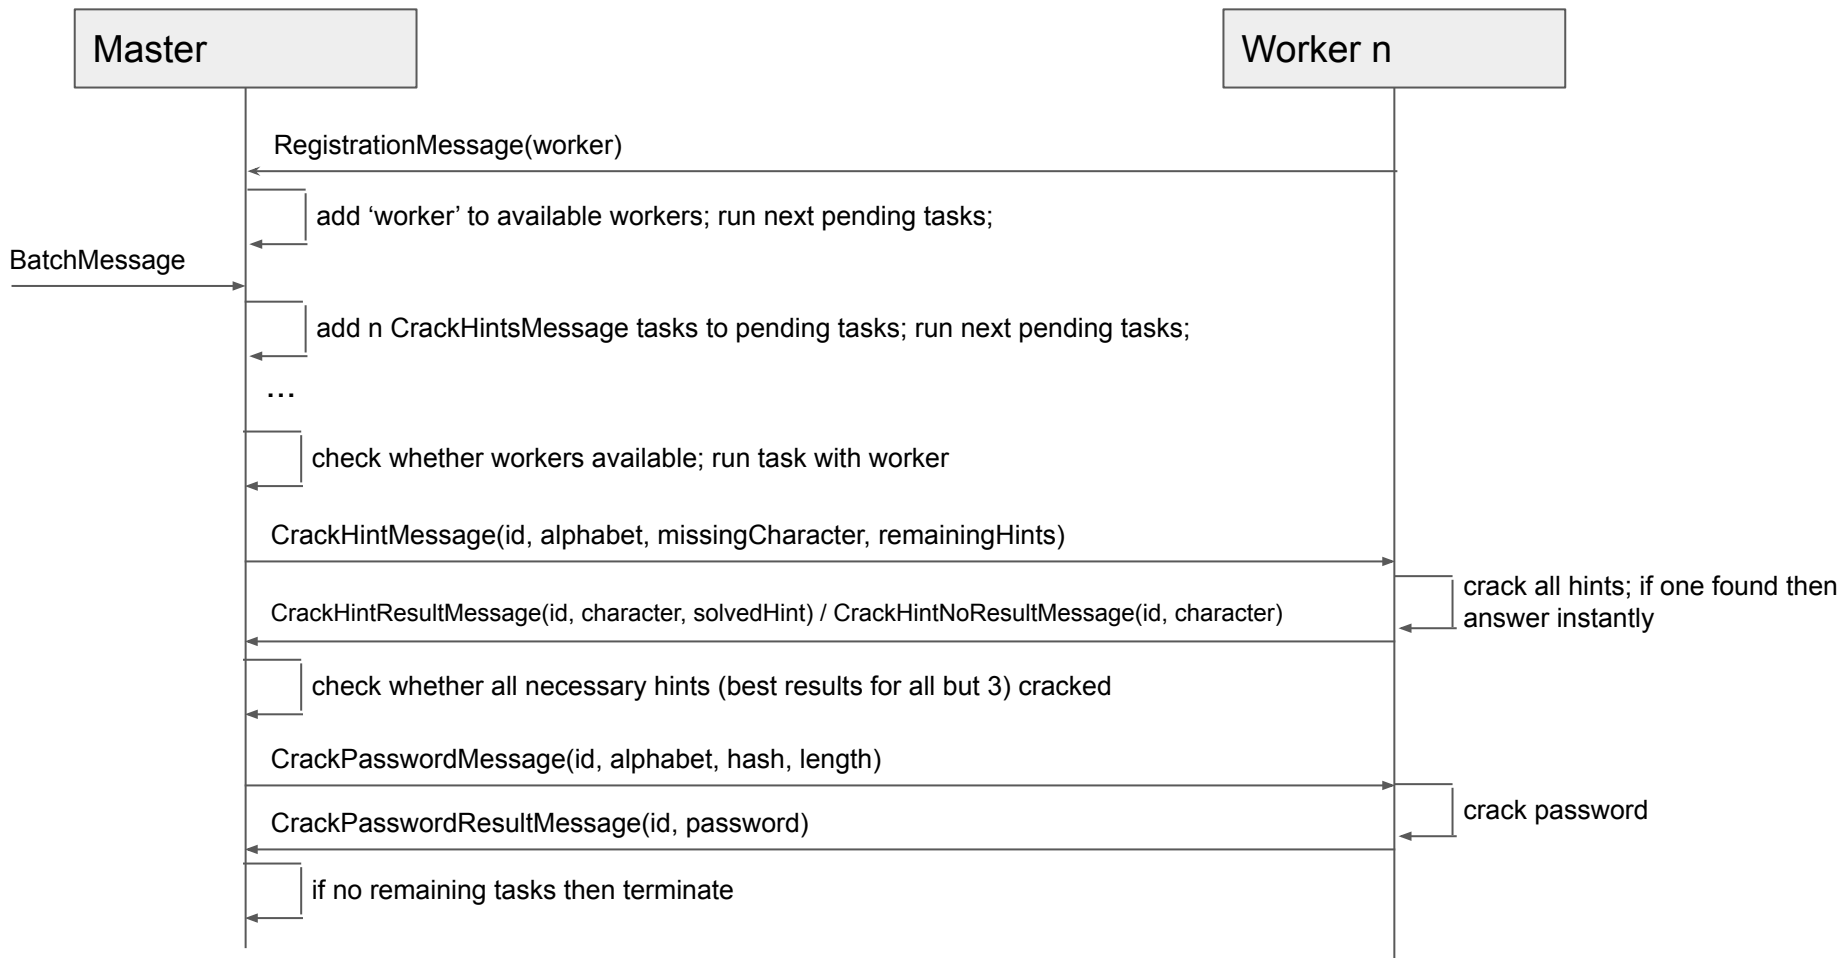 Master
Worker n
RegistrationMessage(worker)
add ‘worker’ to available workers; run next pending tasks;
BatchMessage
add n CrackHintsMessage tasks to pending tasks; run next pending tasks;
...
check whether workers available; run task with worker
CrackHintMessage(id, alphabet, missingCharacter, remainingHints)
crack all hints; if one found then
answer instantly
CrackHintResultMessage(id, character, solvedHint) / CrackHintNoResultMessage(id, character)
check whether all necessary hints (best results for all but 3) cracked
CrackPasswordMessage(id, alphabet, hash, length)
crack password
CrackPasswordResultMessage(id, password)
if no remaining tasks then terminate